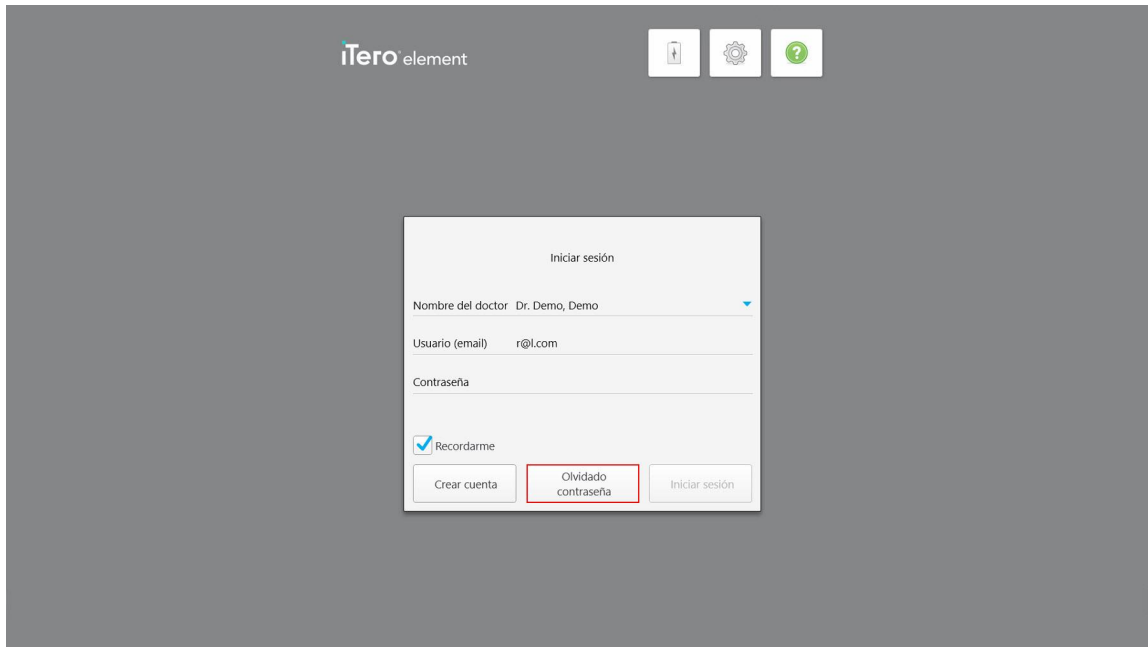 iTero element
?
Iniciar sesión
Nombre del doctor Dr. Demo, Demo
Usuario (email) r@l.com
Contraseña
Recordarme
Crear cuenta
Olvidado
contraseña
Iniciar sesión